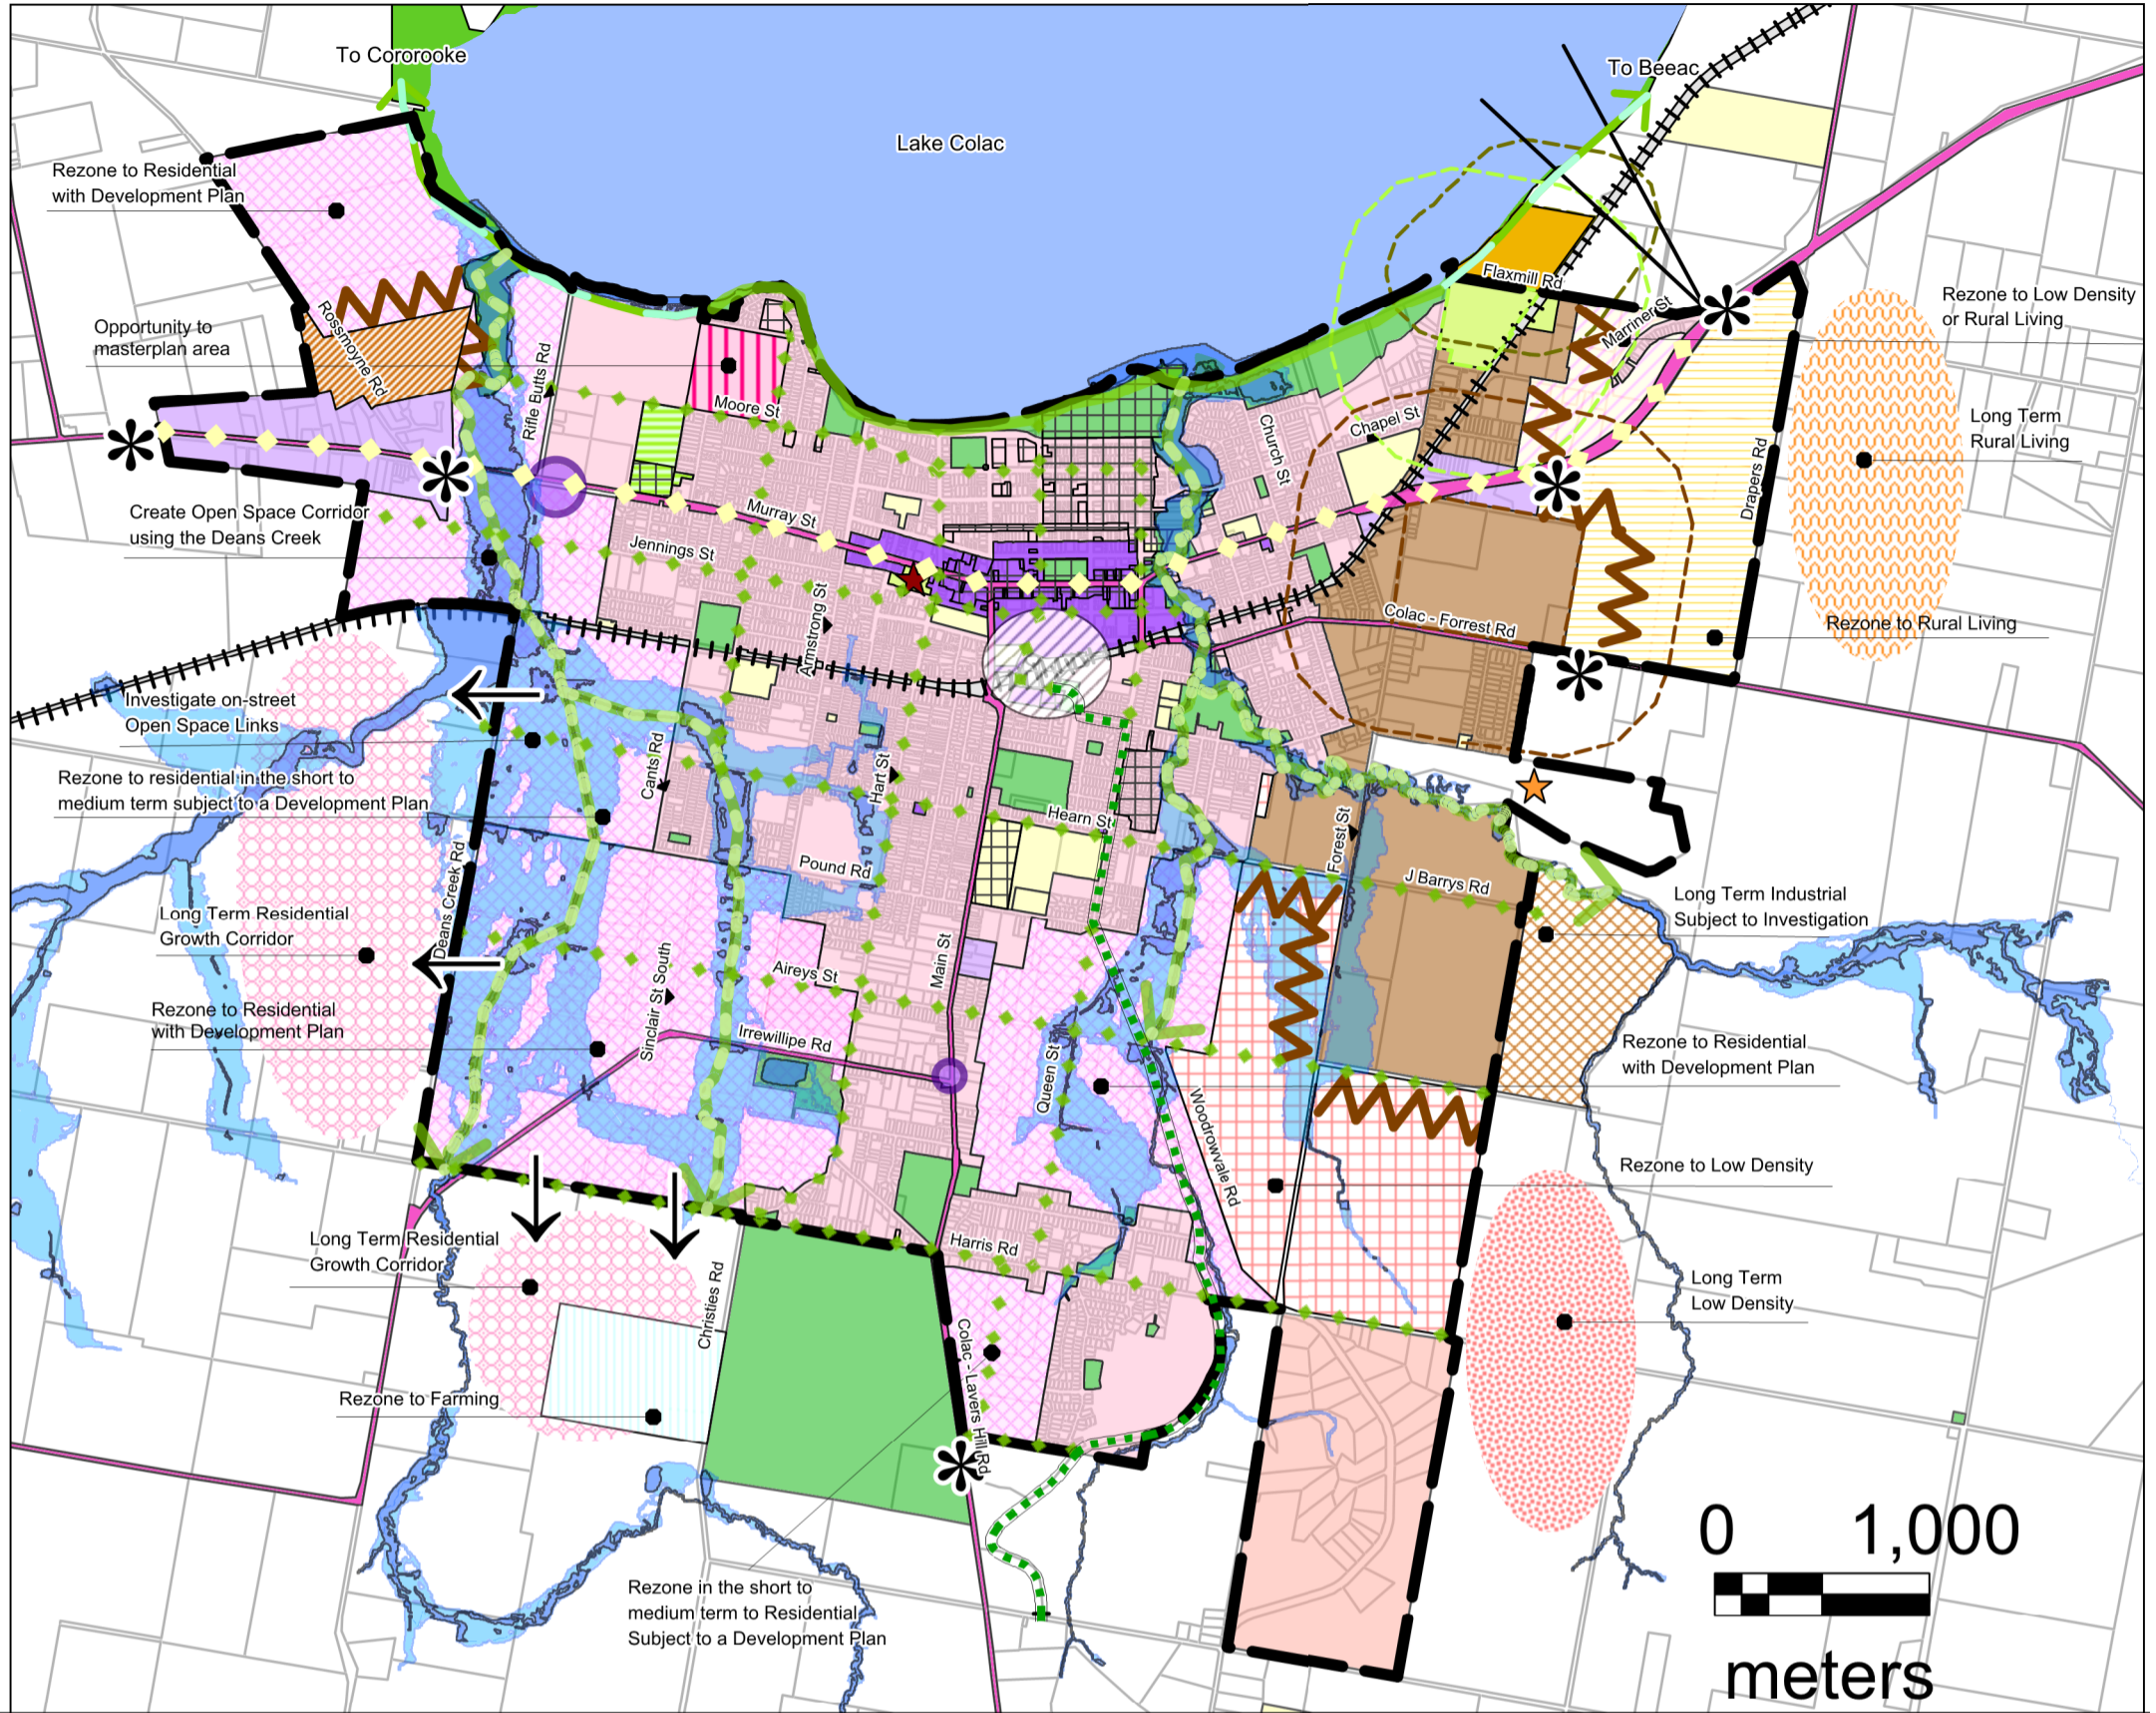 To Cororooke
To Beeac
Lake Colac
Rezone to Residential
with Development Plan
Flaxmill Rd
Rezone to Low Density
or Rural Living
Marriner St
Opportunity to
masterplan area
Rossmoyne Rd
Rifle Butts Rd
Moore St
Church St
Chapel St
Long Term
Rural Living
Drapers Rd
Create Open Space Corridor
using the Deans Creek
Murray St
Jennings St
Armstrong St
Colac - Forrest Rd
Rezone to Rural Living
Investigate on-street
Open Space Links
Cants Rd
Hart St
Rezone to residential in the short to
medium term subject to a Development Plan
Hearn St
Forest St
Pound Rd
J Barrys Rd
Deans Creek Rd
Long Term Industrial
Subject to Investigation
Long Term Residential
Growth Corridor
Main St
Aireys St
Sinclair St South
Rezone to Residential
with Development Plan
Irrewillipe Rd
Queen St
Rezone to Residential
with Development Plan
Woodrowvale Rd
Rezone to Low Density
Long Term Residential
Growth Corridor
Harris Rd
Christies Rd
Long Term
Low Density
Colac - Lavers Hill Rd
Rezone to Farming
0 1,000
meters
Rezone in the short to
medium term to Residential
Subject to a Development Plan